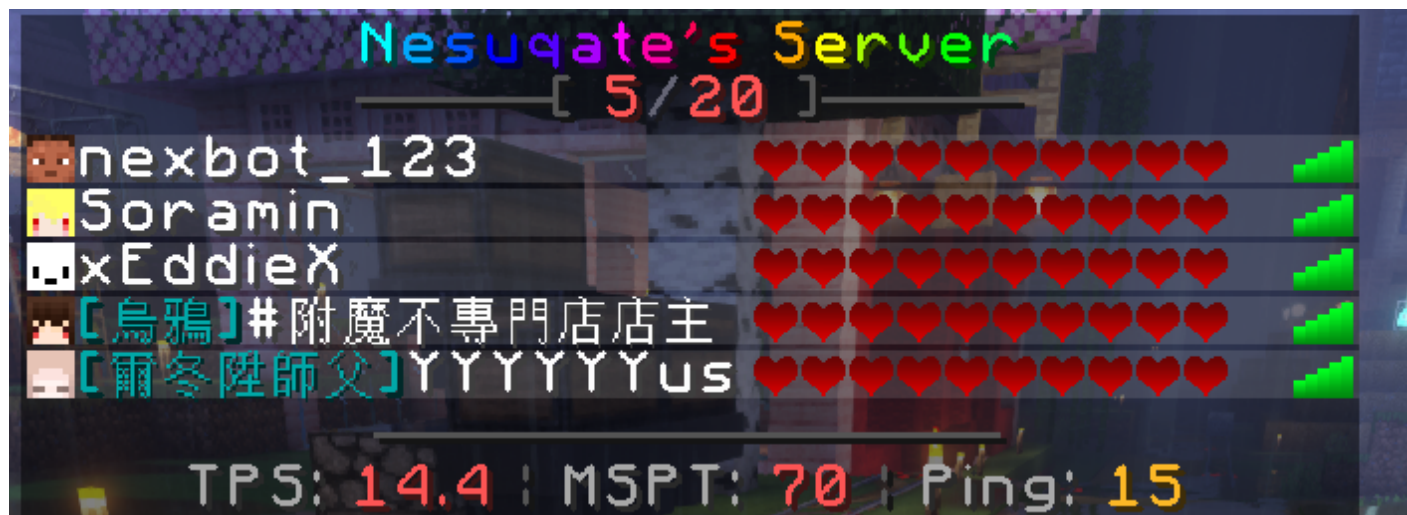 Nesuqate's Server
[ 5/20 ]
nexbot_123
Soramin
xEddieX
[烏鴉]#附魔不專門店店主
[爾冬陞師父]YYYYYYus
TPS: 14.4 ¦ MSPT: 70 ¦ Ping: 15